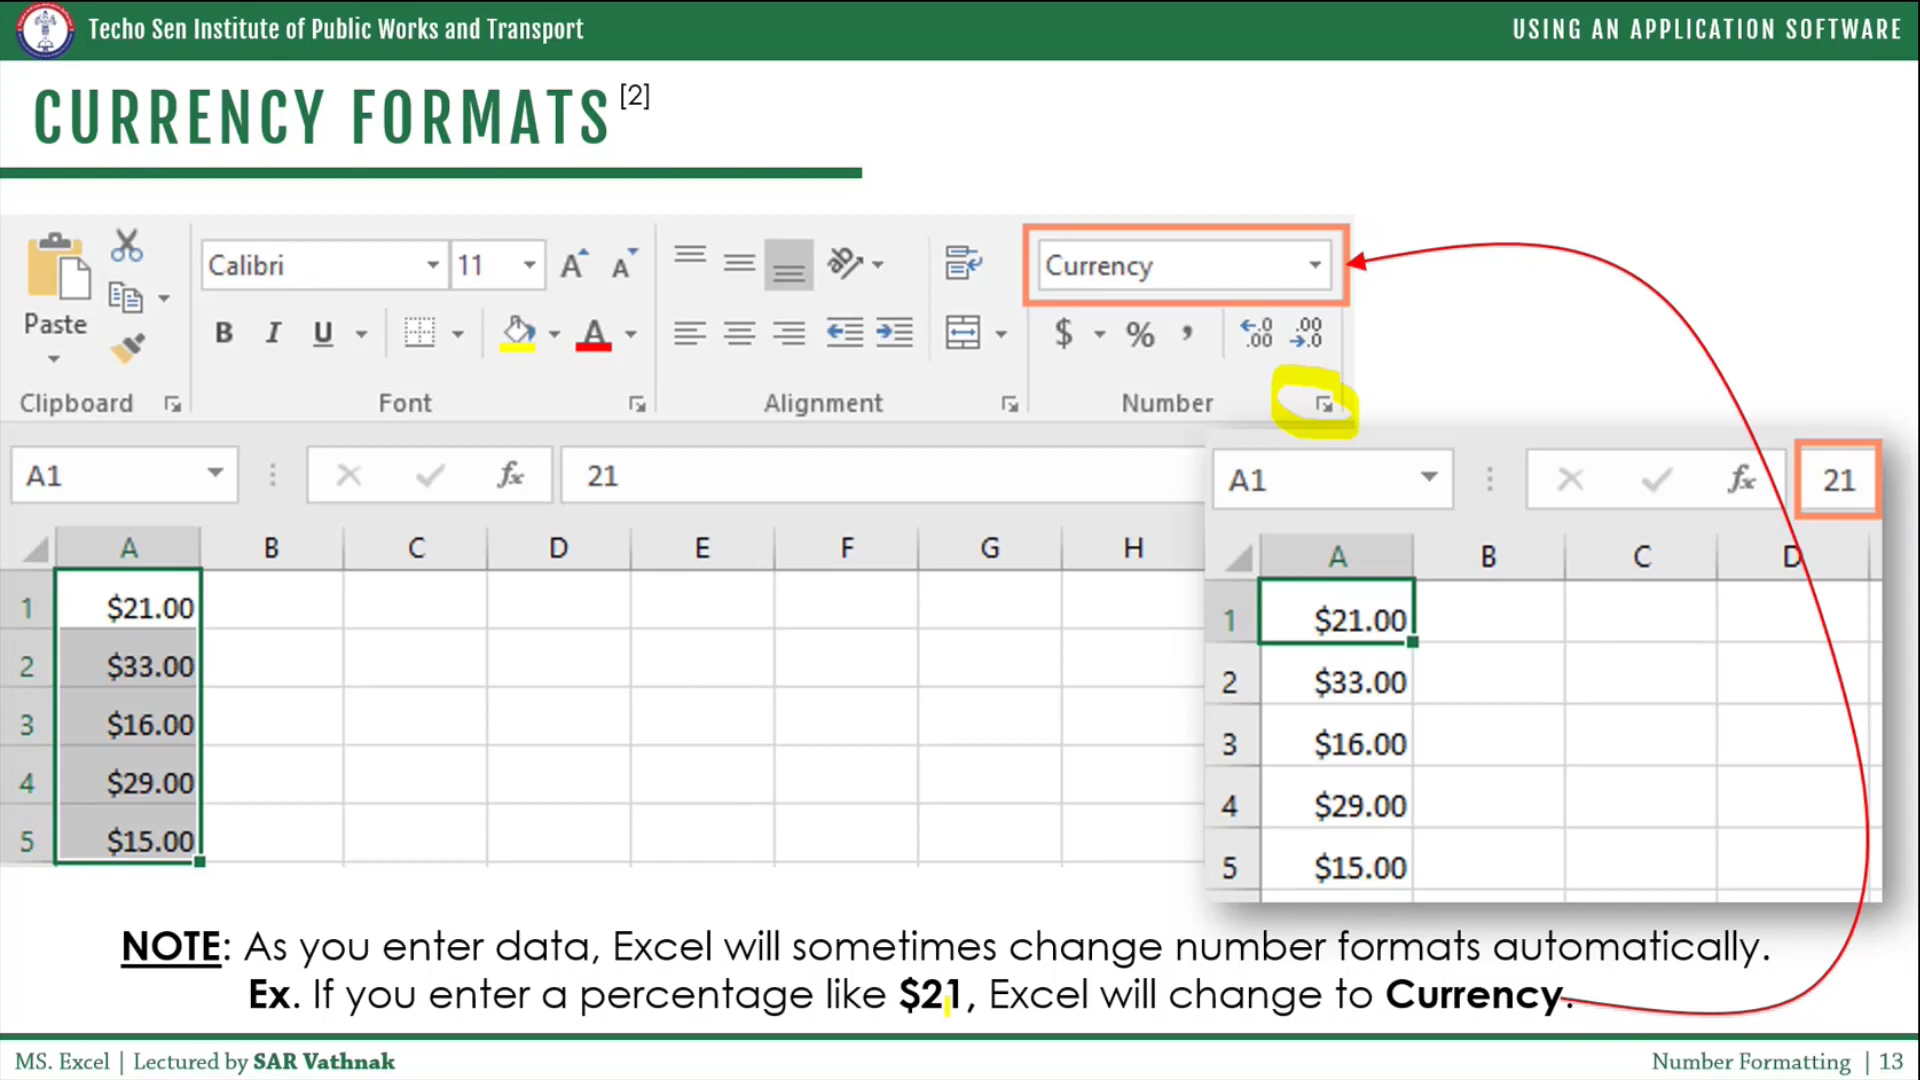 Techo Sen Institute of Public Works and Transport
USING AN APPLICATION SOFTWARE
CURRENCY FORMATS [2]
Calibri 11 Currency
Paste B I U A $ % , ←.0 .00 .00 →.0
Clipboard Font Alignment Number
A1 fx 21
A B C D E F G H
1 $21.00
2 $33.00
3 $16.00
4 $29.00
5 $15.00
A1 fx 21
A B C D
1 $21.00
2 $33.00
3 $16.00
4 $29.00
5 $15.00
NOTE: As you enter data, Excel will sometimes change number formats automatically.
Ex. If you enter a percentage like $21, Excel will change to Currency.
MS. Excel | Lectured by SAR Vathnak
Number Formatting | 13